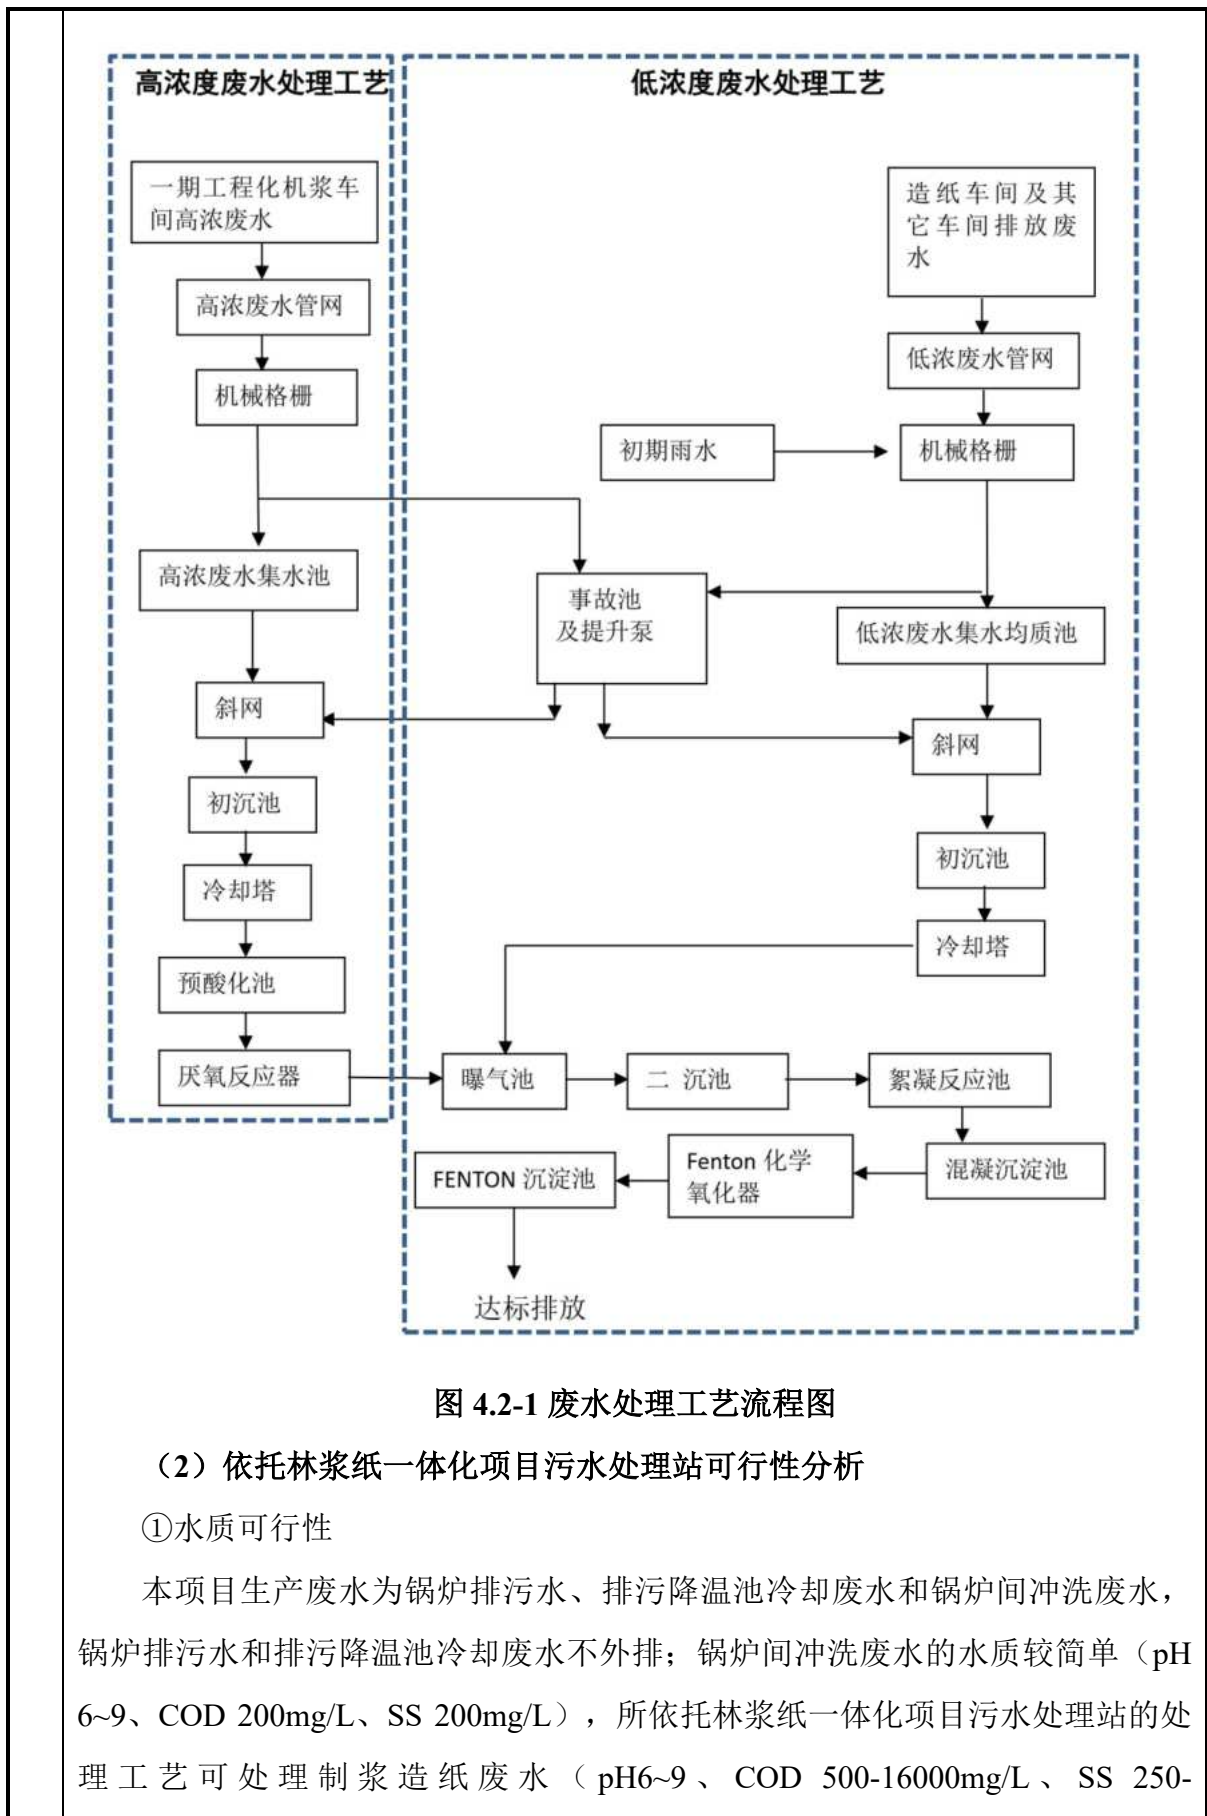 高浓度废水处理工艺
一期工程化机浆车
间高浓废水
高浓废水管网
机械格栅
高浓废水集水池
斜网
初沉池
冷却塔
预酸化池
厌氧反应器
低浓度废水处理工艺
造纸车间及其
它车间排放废
水
低浓废水管网
初期雨水
机械格栅
事故池
及提升泵
低浓废水集水均质池
斜网
初沉池
冷却塔
曝气池
二 沉池
絮凝反应池
混凝沉淀池
Fenton 化学
氧化器
FENTON 沉淀池
达标排放
图 4.2-1 废水处理工艺流程图
（2）依托林浆纸一体化项目污水处理站可行性分析
①水质可行性
本项目生产废水为锅炉排污水、排污降温池冷却废水和锅炉间冲洗废水，
锅炉排污水和排污降温池冷却废水不外排；锅炉间冲洗废水的水质较简单（pH
6~9、COD 200mg/L、SS 200mg/L），所依托林浆纸一体化项目污水处理站的处
理工艺可处理制浆造纸废水（pH6~9、COD 500-16000mg/L、SS 250-